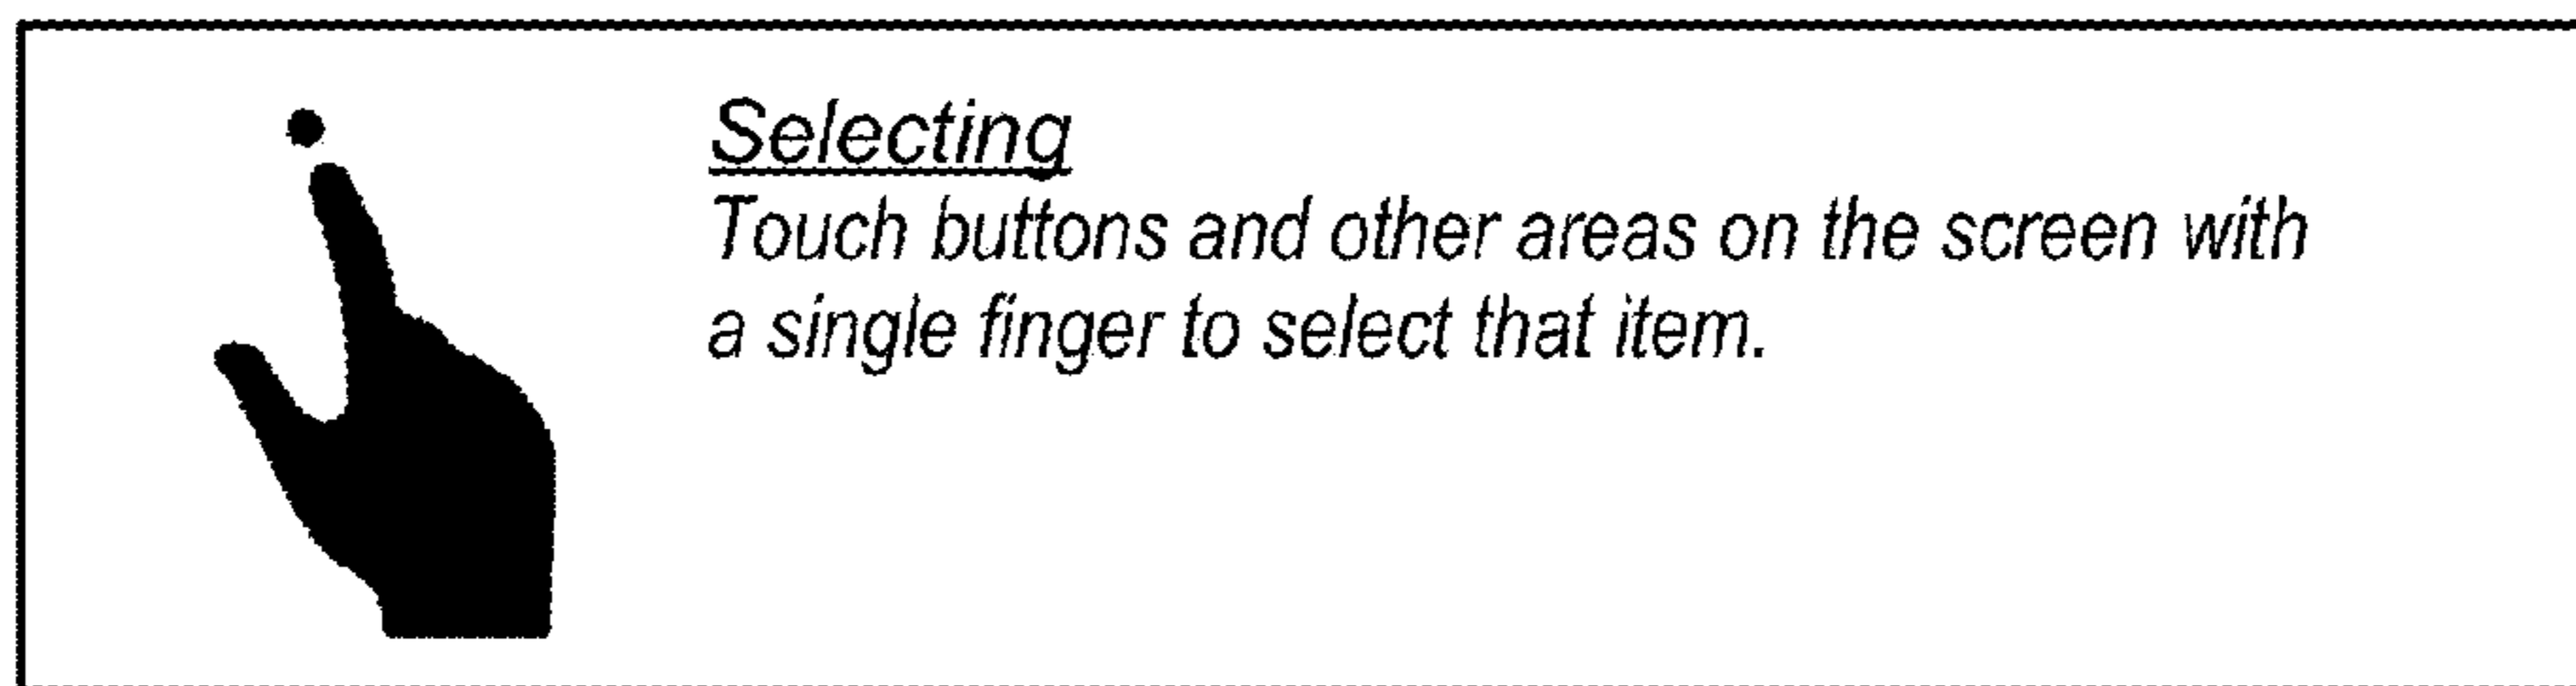 Selecting
Touch buttons and other areas on the screen with
a single finger to select that item.